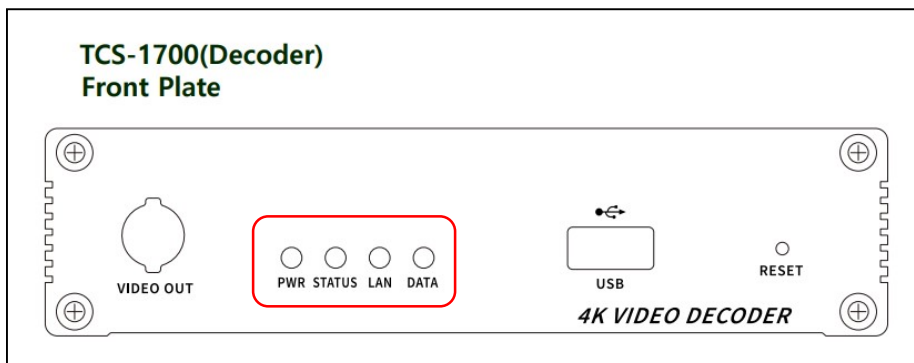 TCS-1700(Decoder)
Front Plate
VIDEO OUT
PWR STATUS LAN DATA
USB
RESET
4K VIDEO DECODER